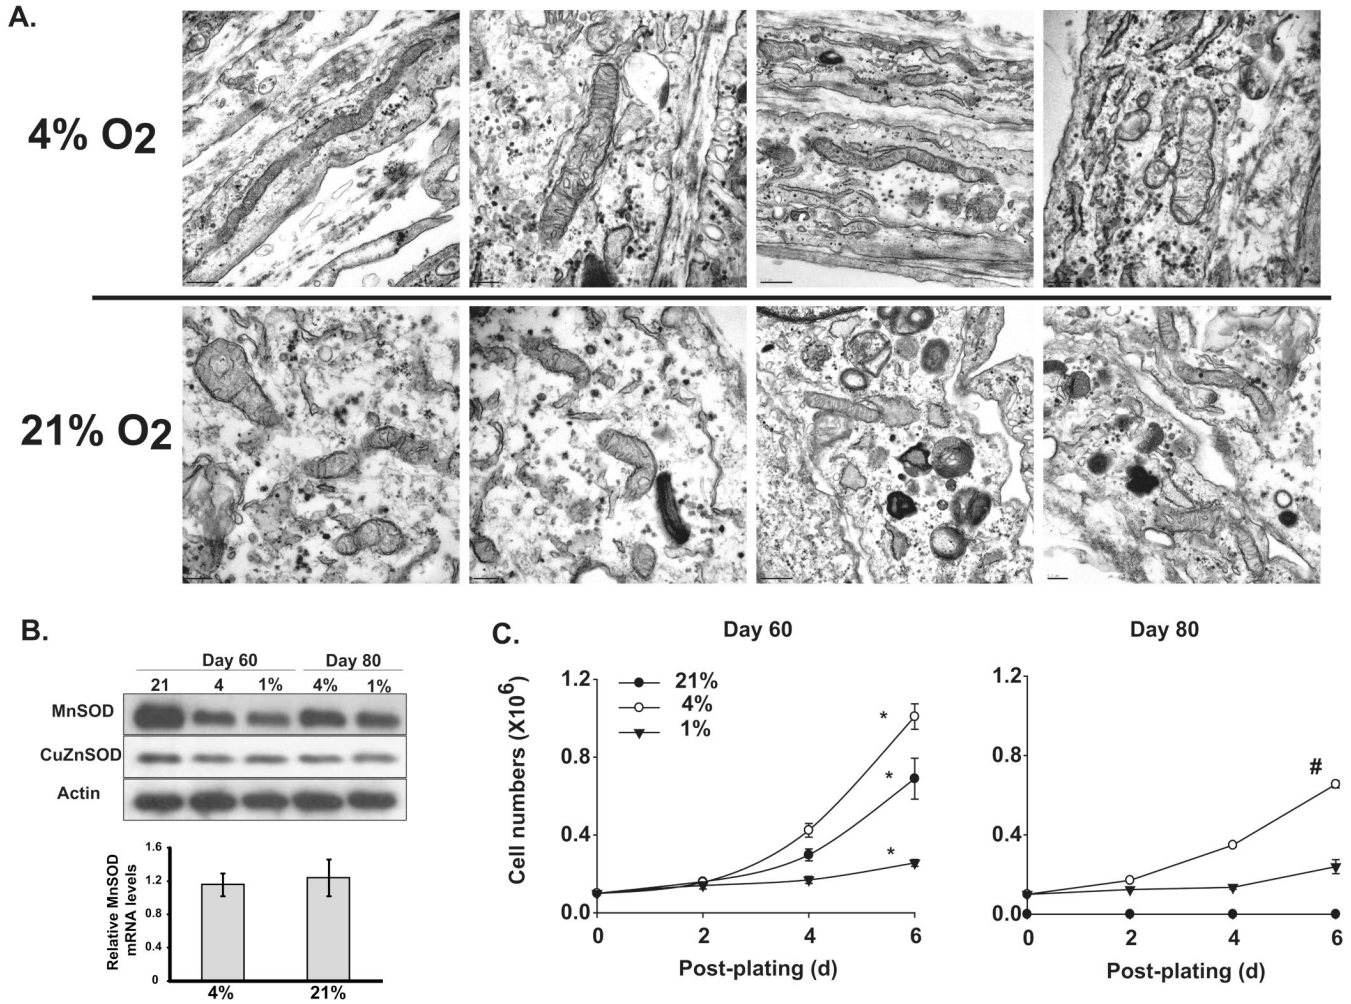 A.
4% O2
21% O2
B.
Day 60 Day 80
21 4 1% 4% 1%
MnSOD
CuZnSOD
Actin
Relative MnSOD
mRNA levels
1.6
1.2
0.8
0.4
0
4% 21%
C.
Day 60
Cell numbers (X10⁶)
1.2
0.8
0.4
0.0
21%
4%
1%
*
*
*
0 2 4 6
Post-plating (d)
Day 80
1.2
0.8
0.4
0.0
#
0 2 4 6
Post-plating (d)